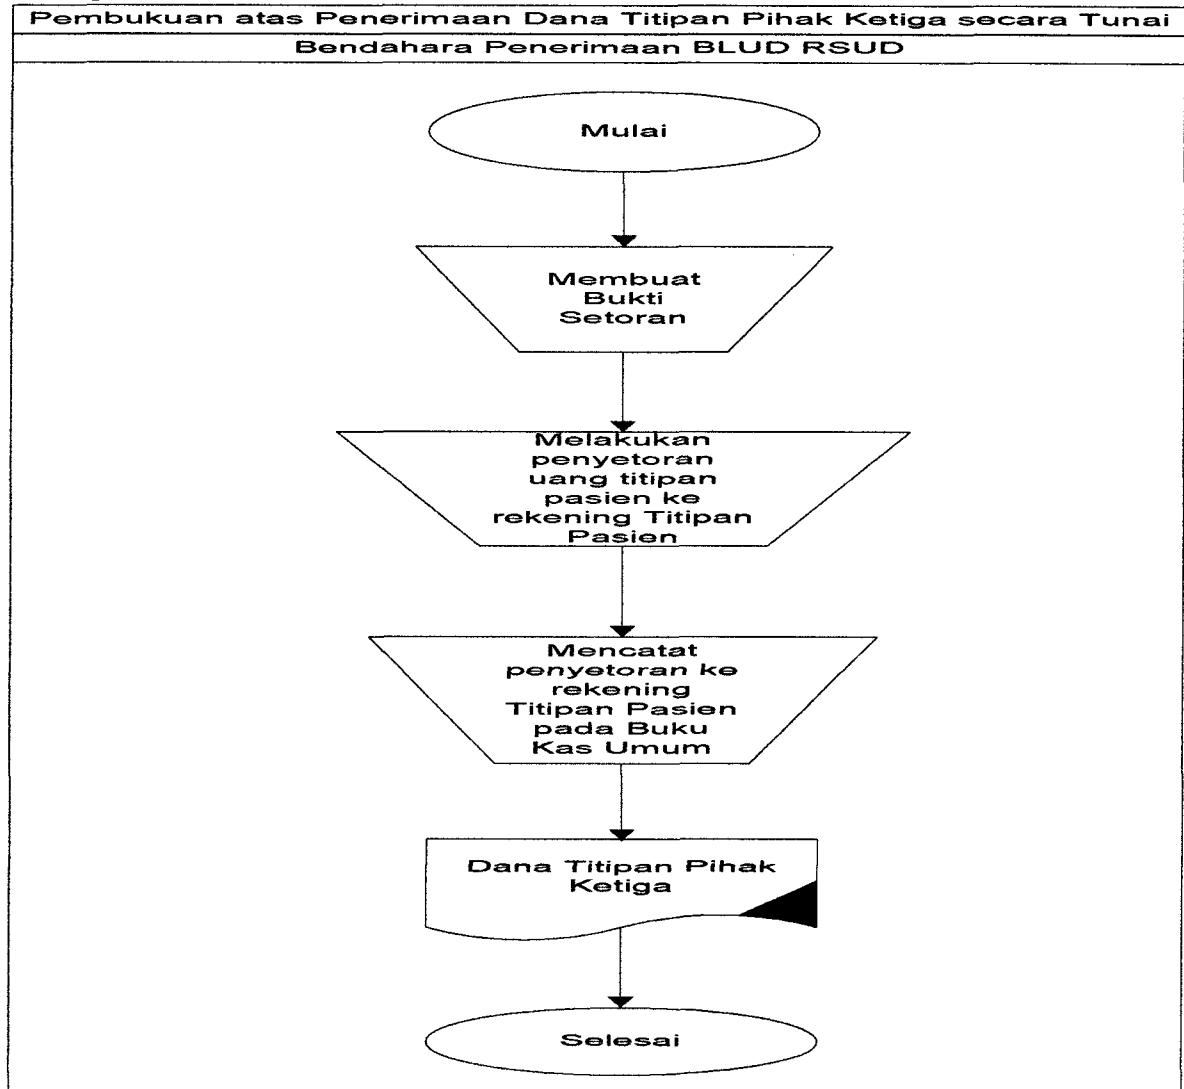 Pembukuan atas Penerimaan Dana Titipan Pihak Ketiga secara Tunai
Bendahara Penerimaan BLUD RSUD
Mulai
Membuat
Bukti
Setoran
Melakukan
penyetoran
uang titipan
pasien ke
rekening Titipan
Pasien
Mencatat
penyetoran ke
rekening
Titipan Pasien
pada Buku
Kas Umum
Dana Titipan Pihak
Ketiga
Selesai